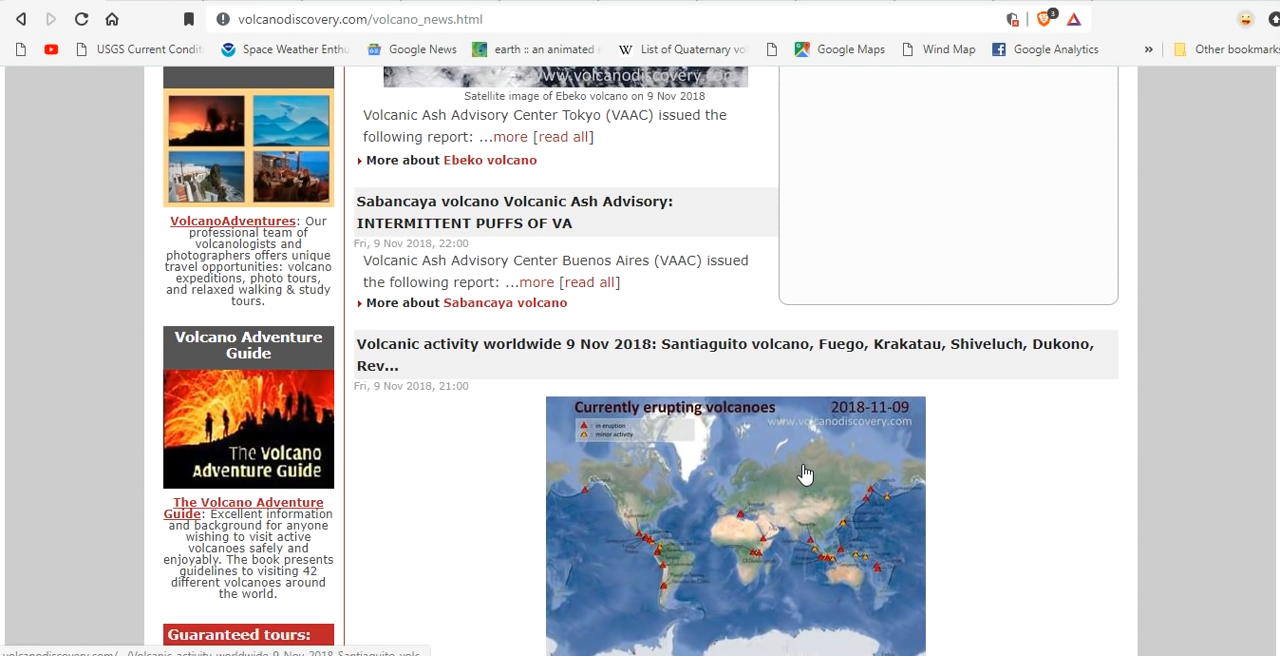 volcanodiscovery.com/volcano_news.html
3
USGS Current Condit
Space Weather Enthu
Google News
earth :: an animated
List of Quaternary vo
Google Maps
Wind Map
Google Analytics
»
Other bookmarks
www.volcanodiscovery.com
Satellite image of Ebeko volcano on 9 Nov 2018
Volcanic Ash Advisory Center Tokyo (VAAC) issued the
following report: ...more [read all]
More about Ebeko volcano
Sabancaya volcano Volcanic Ash Advisory:
INTERMITTENT PUFFS OF VA
Fri, 9 Nov 2018, 22:00
Volcanic Ash Advisory Center Buenos Aires (VAAC) issued
the following report: ...more [read all]
More about Sabancaya volcano
Volcanic activity worldwide 9 Nov 2018: Santiaguito volcano, Fuego, Krakatau, Shiveluch, Dukono,
Rev...
Fri, 9 Nov 2018, 21:00
Currently erupting volcanoes 2018-11-09
www.volcanodiscovery.com
: in eruption
: minor activity
VolcanoAdventures: Our
professional team of
volcanologists and
photographers offers unique
travel opportunities: volcano
expeditions, photo tours,
and relaxed walking & study
tours.
Volcano Adventure
Guide
The Volcano
Adventure Guide
The Volcano Adventure
Guide: Excellent information
and background for anyone
wishing to visit active
volcanoes safely and
enjoyably. The book presents
guidelines to visiting 42
different volcanoes around
the world.
Guaranteed tours: